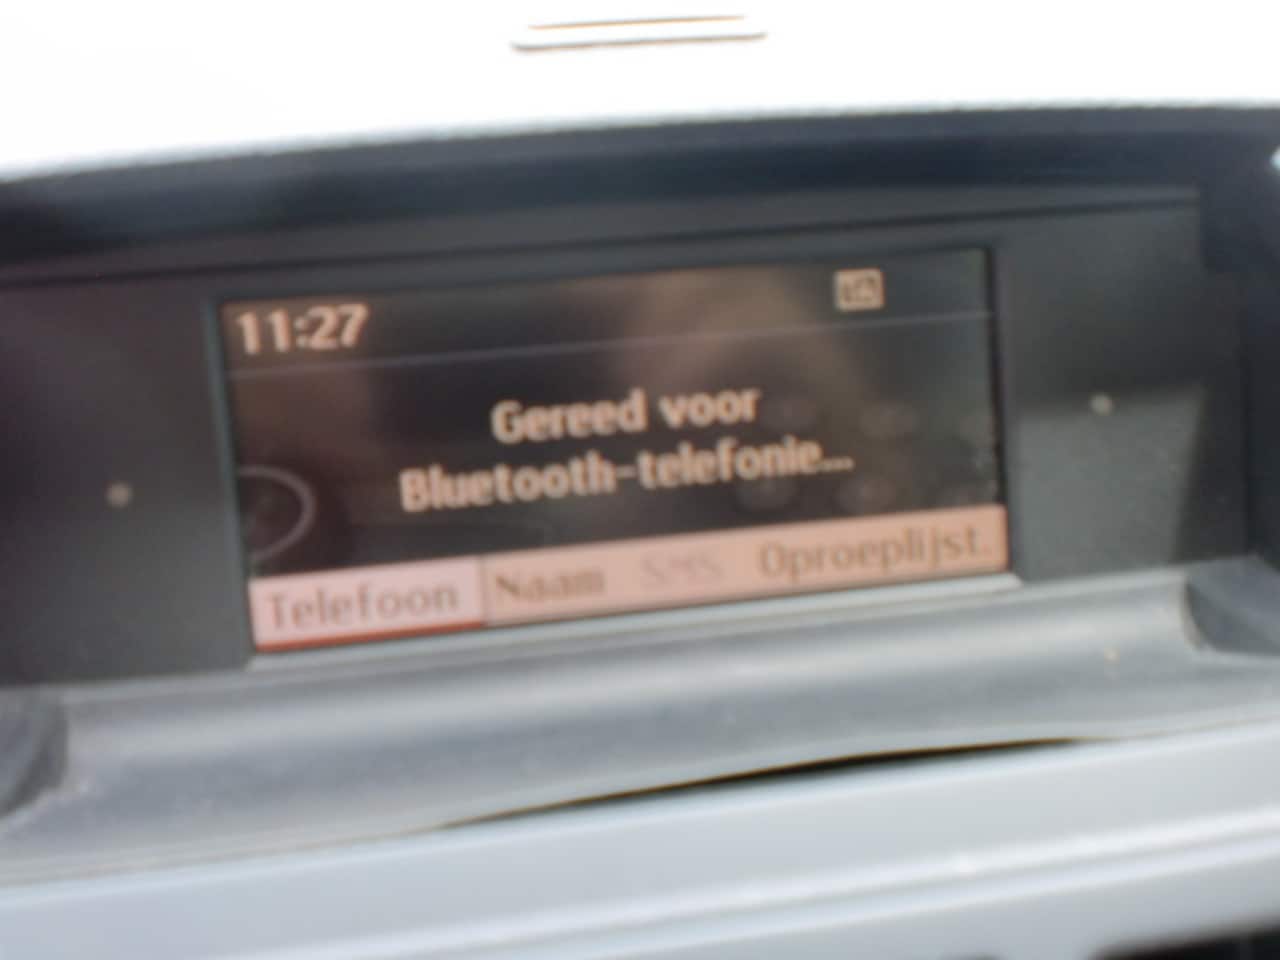 11:27
Gereed voor
Bluetooth-telefonie...
Telefoon Naam SMS Oproeplijst.